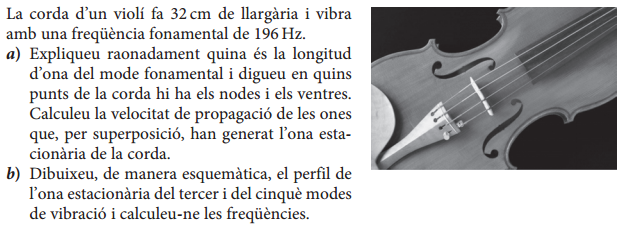 La corda d’un violí fa 32 cm de llargària i vibra
amb una freqüència fonamental de 196 Hz.
a) Expliqueu raonadament quina és la longitud
d’ona del mode fonamental i digueu en quins
punts de la corda hi ha els nodes i els ventres.
Calculeu la velocitat de propagació de les ones
que, per superposició, han generat l’ona esta-
cionària de la corda.
b) Dibuixeu, de manera esquemàtica, el perfil de
l’ona estacionària del tercer i del cinquè modes
de vibració i calculeu-ne les freqüències.